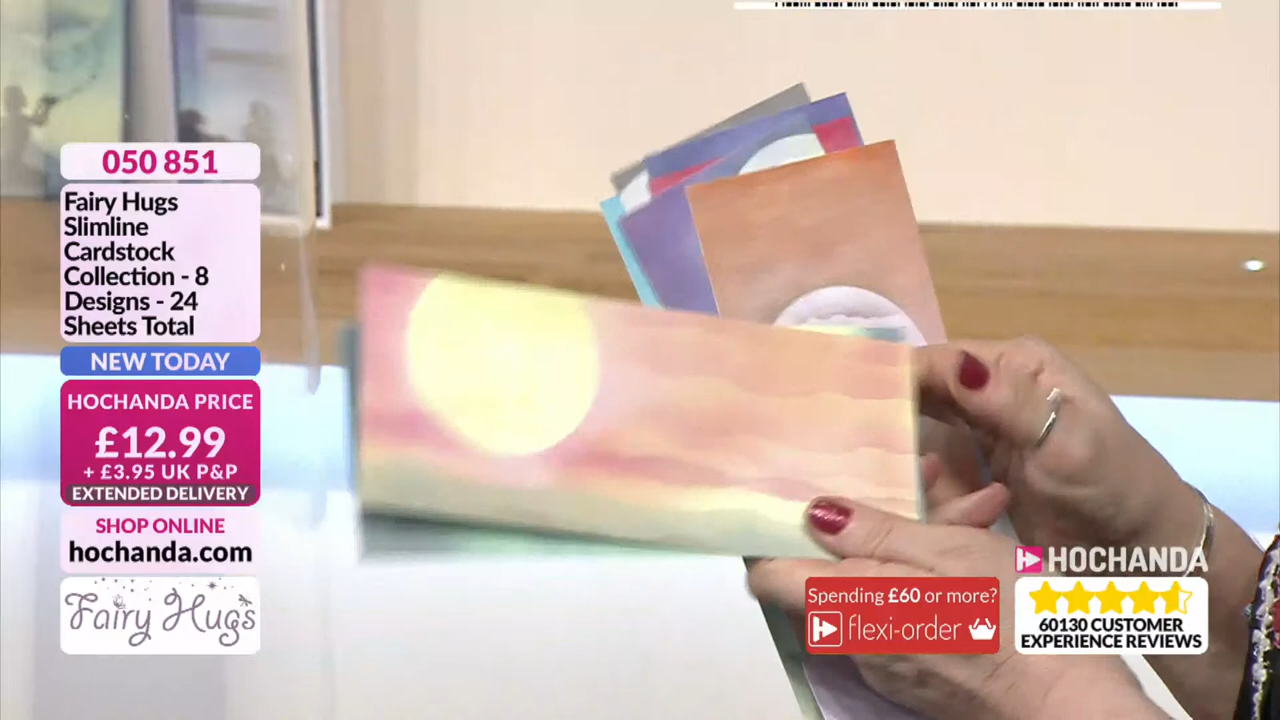 050 851
Fairy Hugs
Slimline
Cardstock
Collection - 8
Designs - 24
Sheets Total
NEW TODAY
HOCHANDA PRICE
£12.99
+ £3.95 UK P&P
EXTENDED DELIVERY
SHOP ONLINE
hochanda.com
Fairy Hugs
Spending £60 or more?
flexi-order
HOCHANDA
60130 CUSTOMER
EXPERIENCE REVIEWS